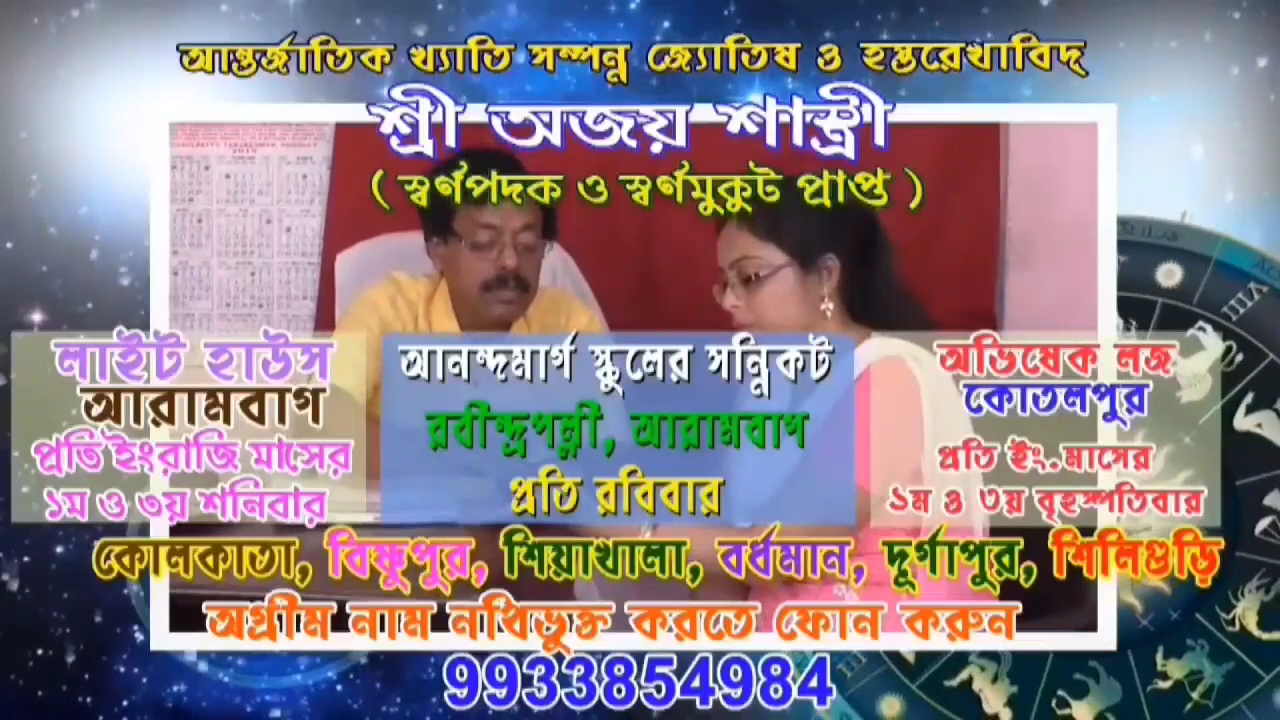 আন্তর্জাতিক খ্যাতি সম্পন্ন জ্যোতিষ ও হস্তরেখাবিদ্
শ্রী অজয় শাস্ত্রী
( স্বর্ণপদক ও স্বর্ণমুকুট প্রাপ্ত )
লাইট হাউস
আরামবাগ
প্রতি ইংরাজি মাসের
১ম ও ৩য় শনিবার
আনন্দমার্গ স্কুলের সন্নিকট
রবীন্দ্রপল্লী, আরামবাগ
প্রতি রবিবার
অভিষেক লজ
কোতলপুর
প্রতি ইং.মাসের
১ম ও ৩য় বৃহস্পতিবার
কোলকাতা, বিষ্ণুপুর, শিয়াখালা, বর্ধমান, দূর্গাপুর, শিলিগুড়ি
অগ্রীম নাম নথিভুক্ত করতে ফোন করুন
9933854984